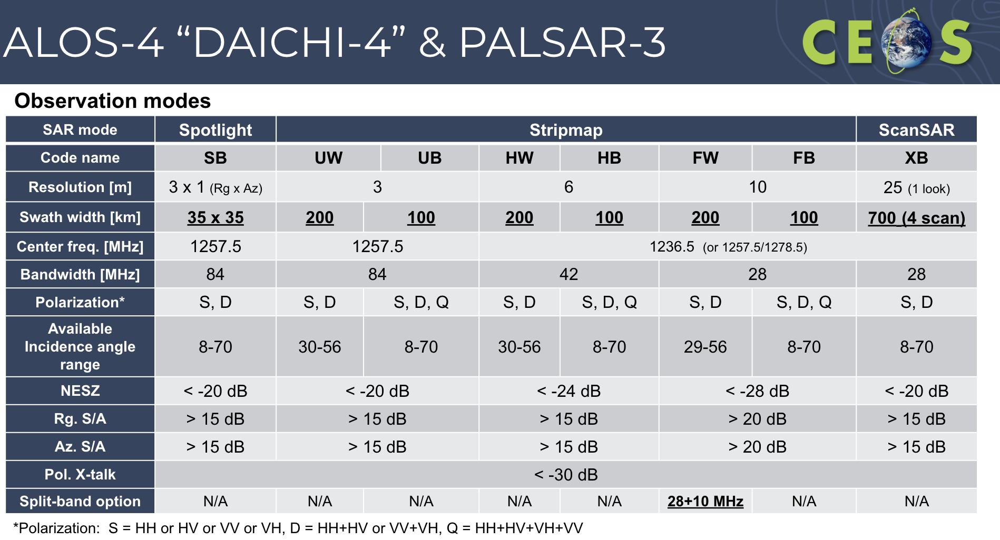 ALOS-4 “DAICHI-4” & PALSAR-3
CEOS
Observation modes
SAR mode Spotlight Stripmap ScanSAR
Code name SB UW UB HW HB FW FB XB
Resolution [m] 3 x 1 (Rg x Az) 3 6 10 25 (1 look)
Swath width [km] 35 x 35 200 100 200 100 200 100 700 (4 scan)
Center freq. [MHz] 1257.5 1257.5 1236.5 (or 1257.5/1278.5)
Bandwidth [MHz] 84 84 42 28 28
Polarization* S, D S, D S, D, Q S, D S, D, Q S, D S, D, Q S, D
Available
Incidence angle
range
8-70 30-56 8-70 30-56 8-70 29-56 8-70 8-70
NESZ < -20 dB < -20 dB < -24 dB < -28 dB < -20 dB
Rg. S/A > 15 dB > 15 dB > 15 dB > 20 dB > 15 dB
Az. S/A > 15 dB > 15 dB > 15 dB > 20 dB > 15 dB
Pol. X-talk < -30 dB
Split-band option N/A N/A N/A N/A N/A 28+10 MHz N/A N/A
*Polarization: S = HH or HV or VV or VH, D = HH+HV or VV+VH, Q = HH+HV+VH+VV